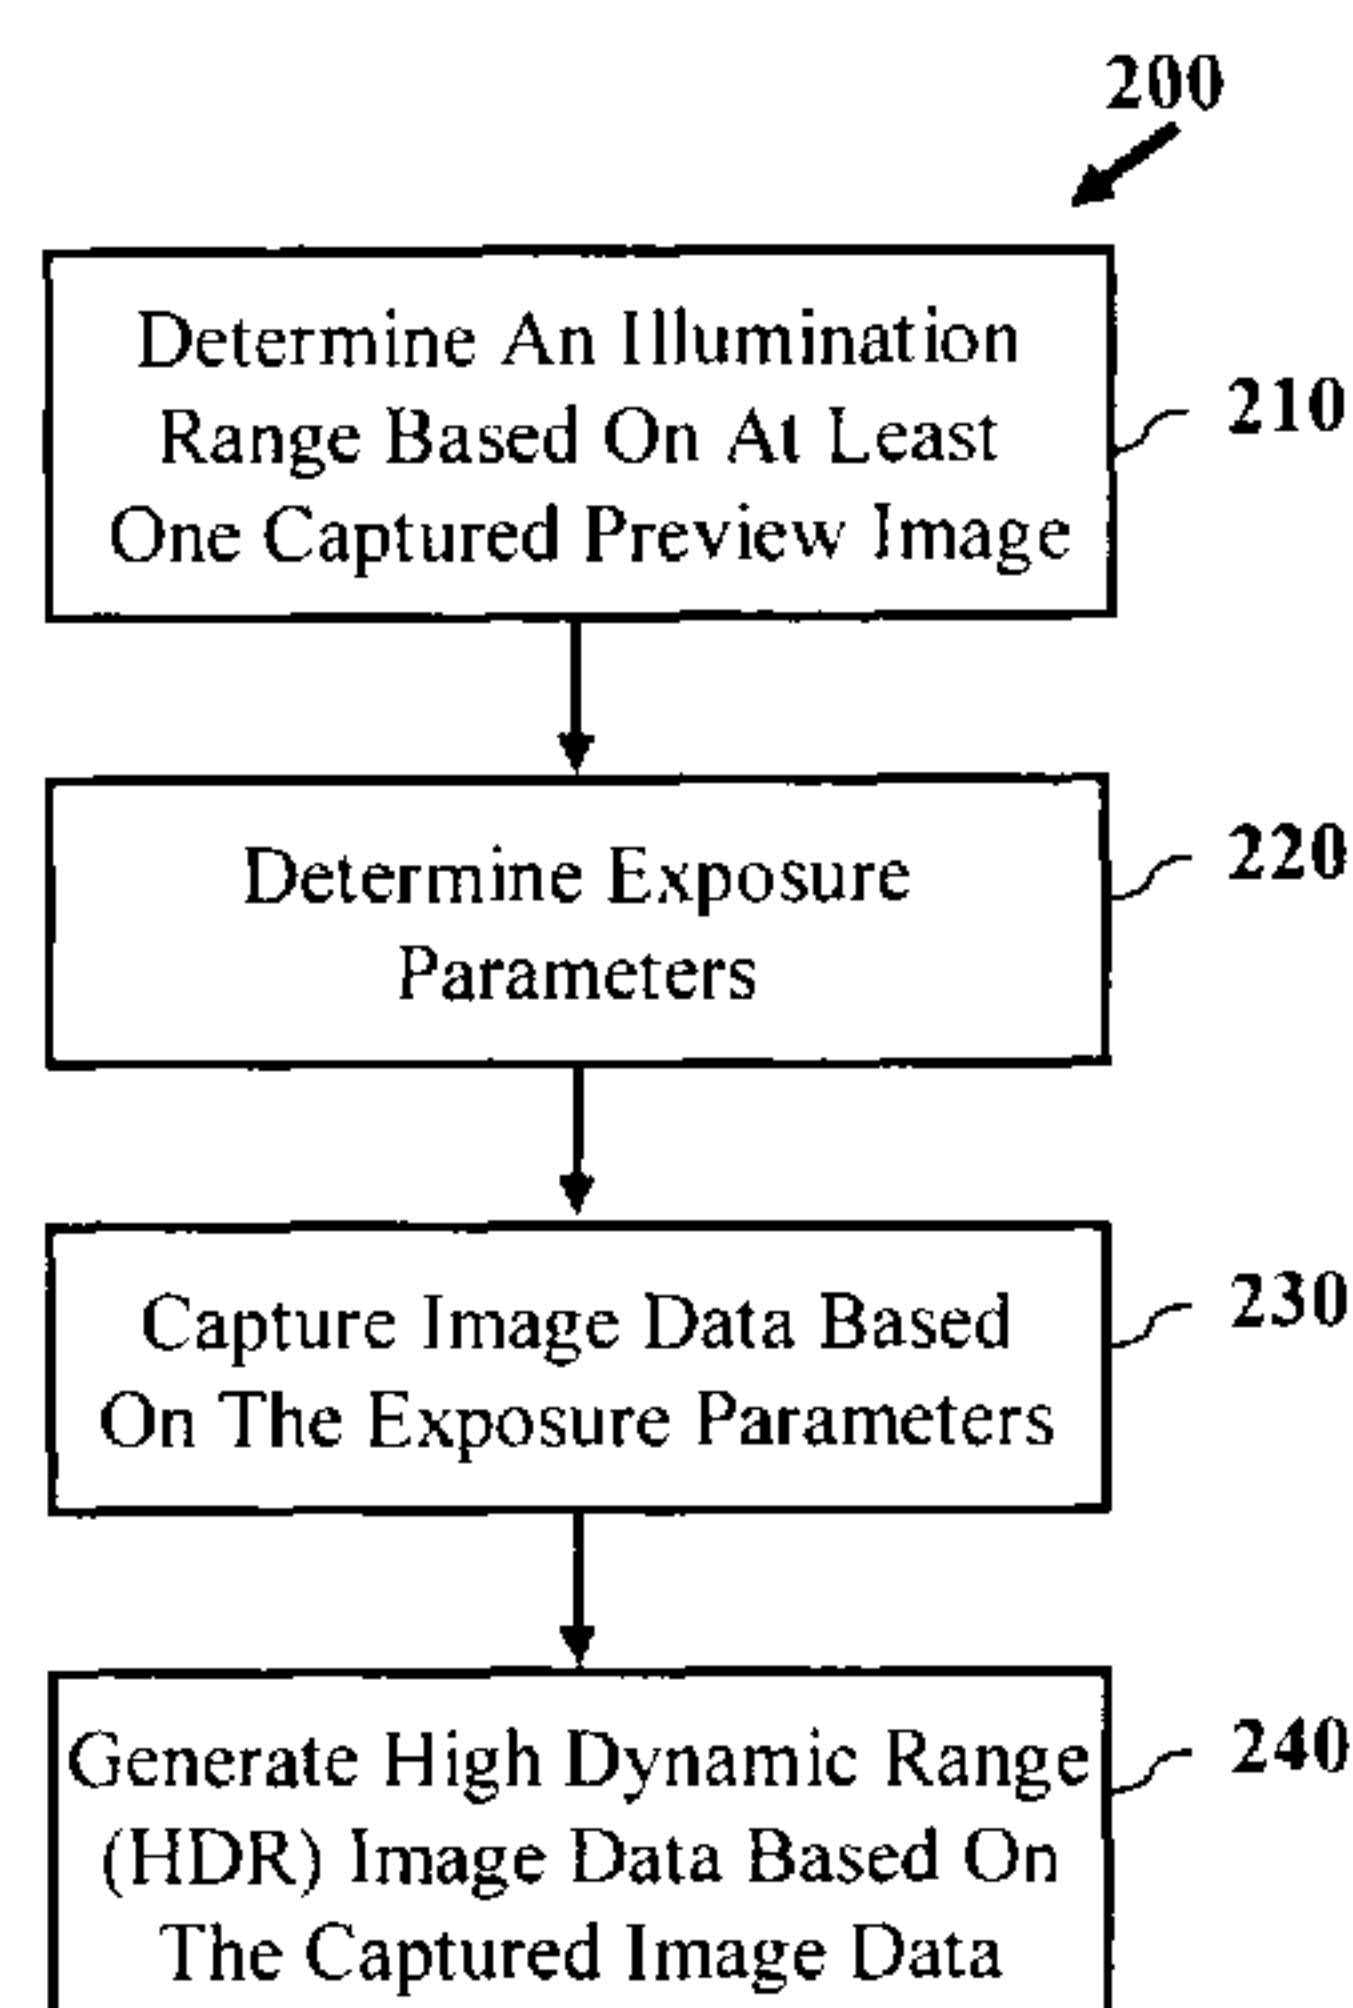 200
Determine An Illumination
Range Based On At Least
One Captured Preview Image
210
Determine Exposure
Parameters
220
Capture Image Data Based
On The Exposure Parameters
230
Generate High Dynamic Range
(HDR) Image Data Based On
The Captured Image Data
240